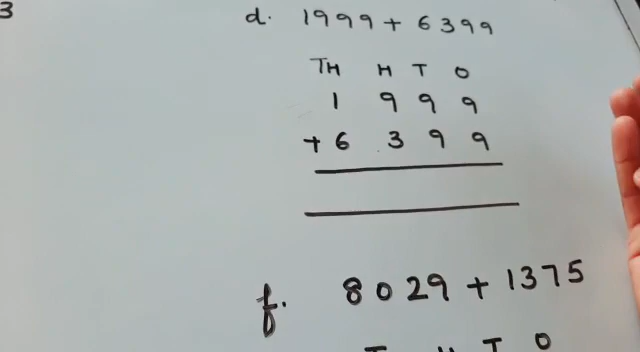 3
d. 1999 + 6399
TH H T O
1 9 9 9
+6 3 9 9
f. 8029 + 1375
T H T O